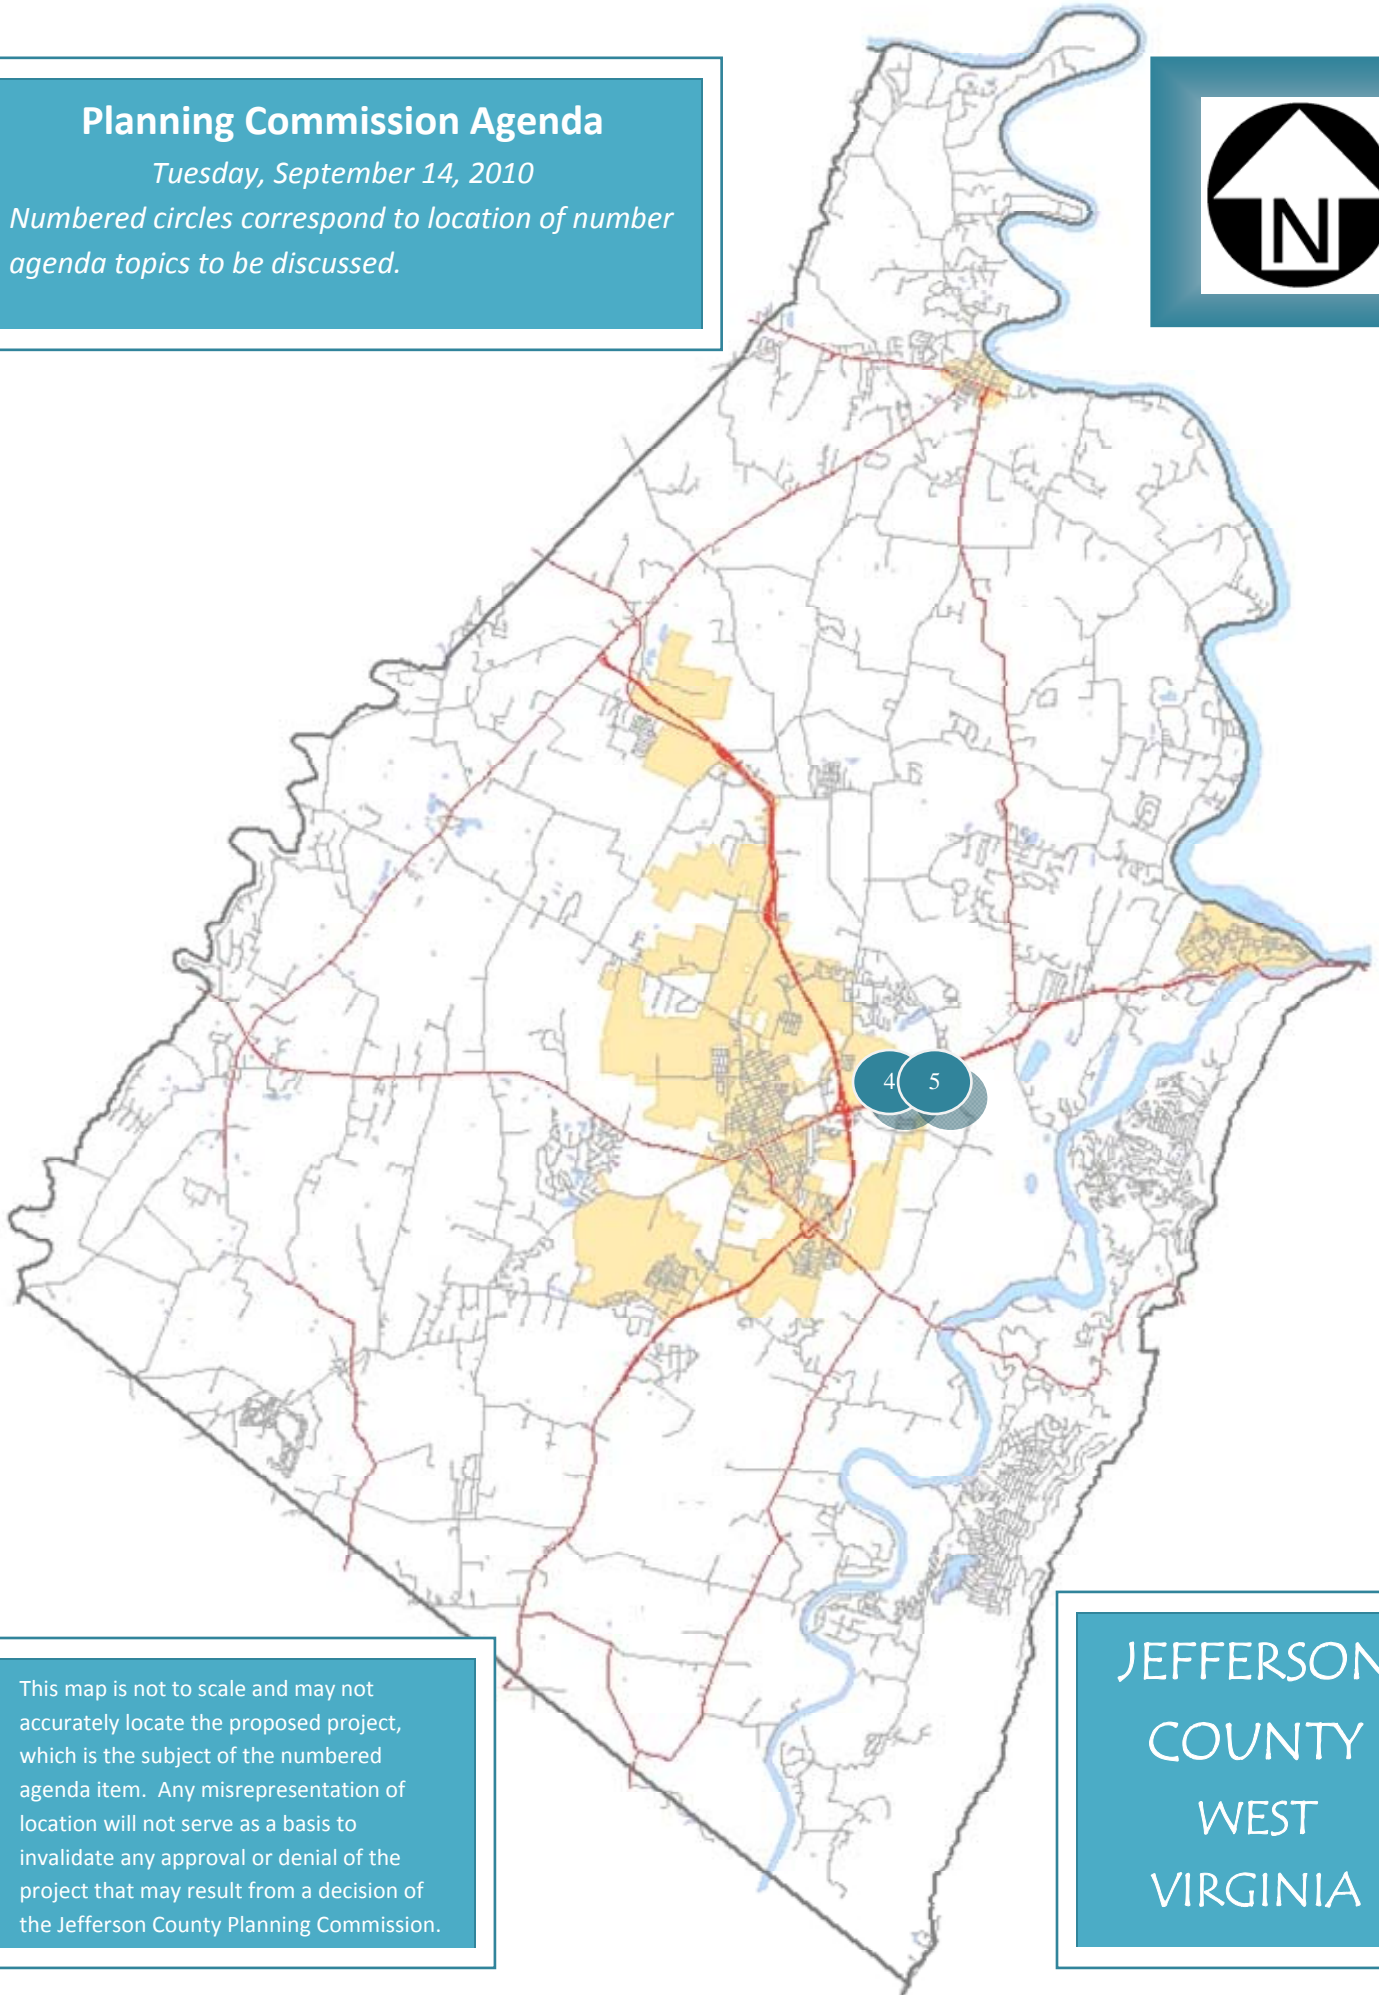 Planning Commission Agenda
Tuesday, September 14, 2010
Numbered circles correspond to location of number
agenda topics to be discussed.
N
4
5
This map is not to scale and may not
accurately locate the proposed project,
which is the subject of the numbered
agenda item.  Any misrepresentation of
location will not serve as a basis to
invalidate any approval or denial of the
project that may result from a decision of
the Jefferson County Planning Commission.
JEFFERSON
COUNTY
WEST
VIRGINIA